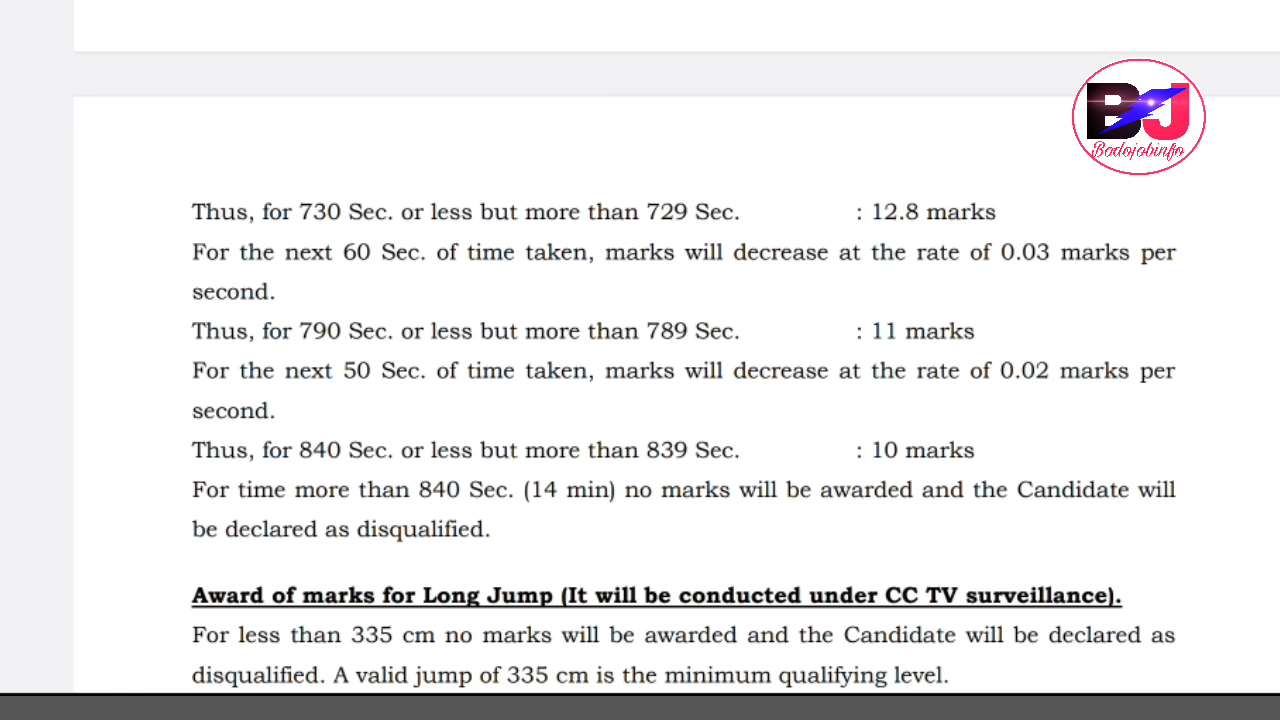 BJ
Bodojobinfo
Thus, for 730 Sec. or less but more than 729 Sec. : 12.8 marks
For the next 60 Sec. of time taken, marks will decrease at the rate of 0.03 marks per
second.
Thus, for 790 Sec. or less but more than 789 Sec. : 11 marks
For the next 50 Sec. of time taken, marks will decrease at the rate of 0.02 marks per
second.
Thus, for 840 Sec. or less but more than 839 Sec. : 10 marks
For time more than 840 Sec. (14 min) no marks will be awarded and the Candidate will
be declared as disqualified.
Award of marks for Long Jump (It will be conducted under CC TV surveillance).
For less than 335 cm no marks will be awarded and the Candidate will be declared as
disqualified. A valid jump of 335 cm is the minimum qualifying level.